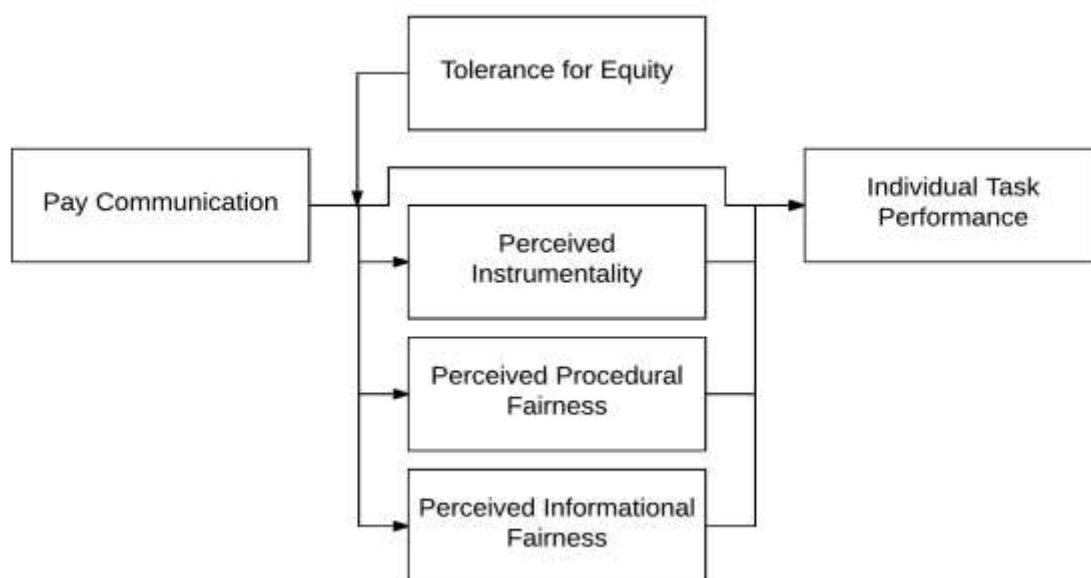 Tolerance for Equity
Pay Communication
Individual Task
Performance
Perceived
Instrumentality
Perceived Procedural
Fairness
Perceived Informational
Fairness